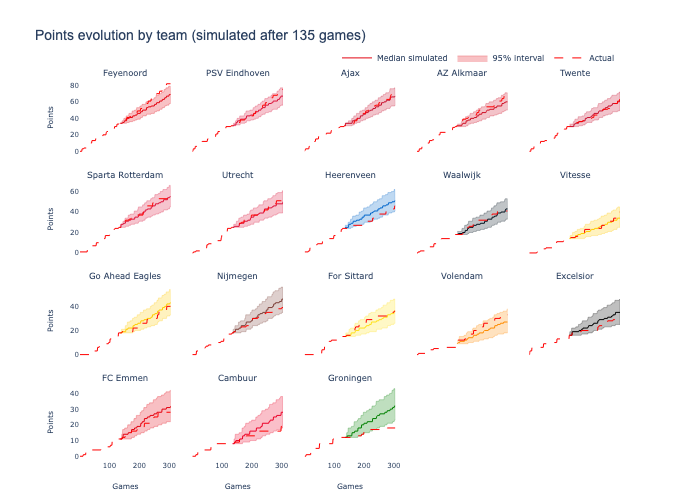 Points evolution by team (simulated after 135 games)
Median simulated 95% interval Actual
Feyenoord PSV Eindhoven Ajax AZ Alkmaar Twente
80
60
40
20
0
Points
Sparta Rotterdam Utrecht Heerenveen Waalwijk Vitesse
60
40
20
0
Points
Go Ahead Eagles Nijmegen For Sittard Volendam Excelsior
40
20
0
Points
FC Emmen Cambuur Groningen
40
30
20
10
0
Points
100 200 300 100 200 300 100 200 300
Games Games Games